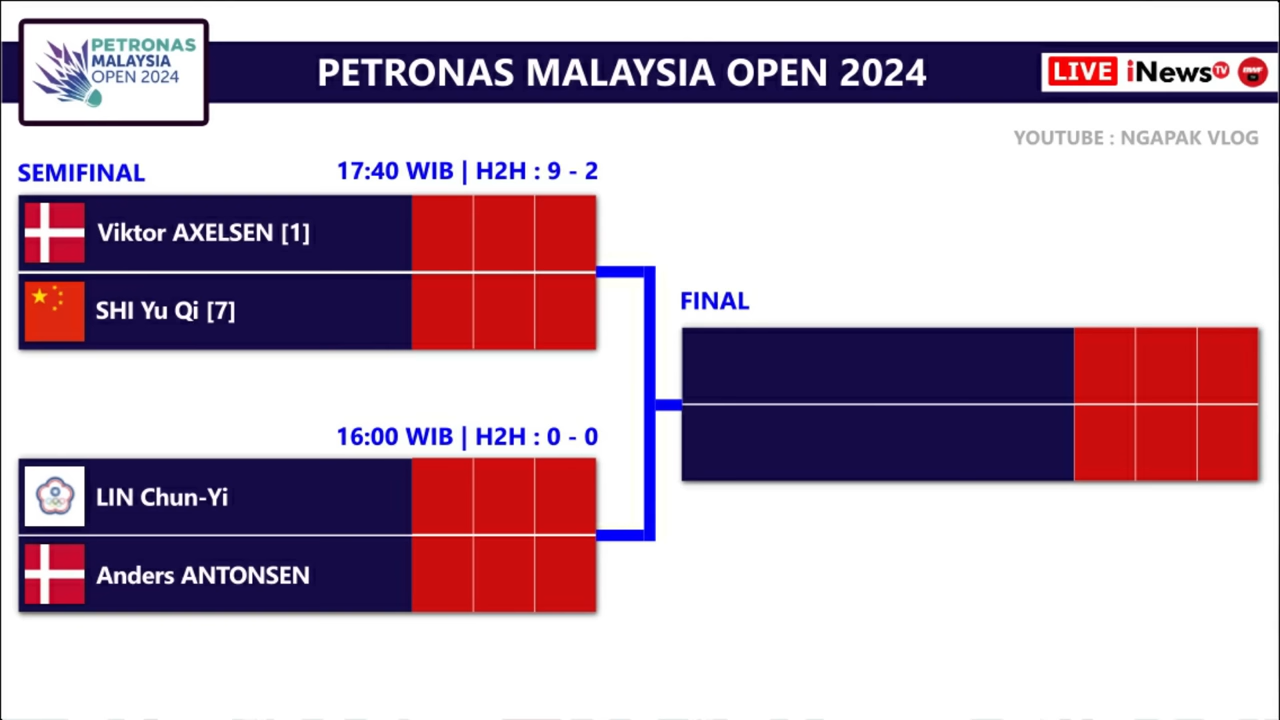 PETRONAS
MALAYSIA
OPEN 2024
PETRONAS MALAYSIA OPEN 2024
LIVE iNews TV
YOUTUBE : NGAPAK VLOG
SEMIFINAL
17:40 WIB | H2H : 9 - 2
Viktor AXELSEN [1]
SHI Yu Qi [7]
FINAL
16:00 WIB | H2H : 0 - 0
LIN Chun-Yi
Anders ANTONSEN